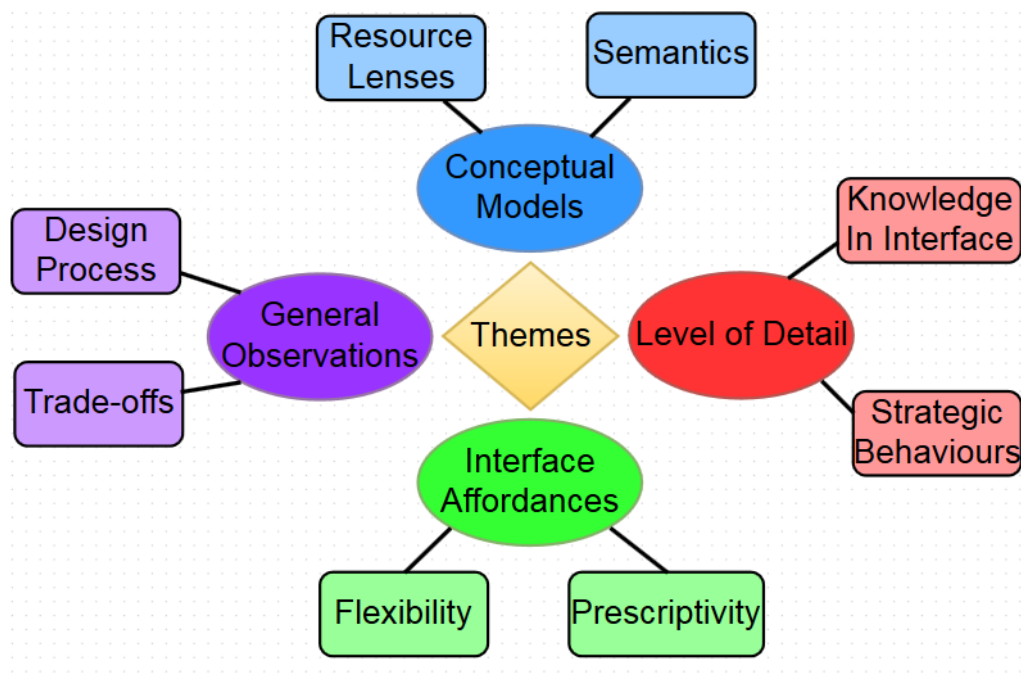 Resource
Lenses
Semantics
Conceptual
Models
Knowledge
In Interface
Design
Process
General
Observations
Themes
Level of Detail
Trade-offs
Strategic
Behaviours
Interface
Affordances
Flexibility
Prescriptivity